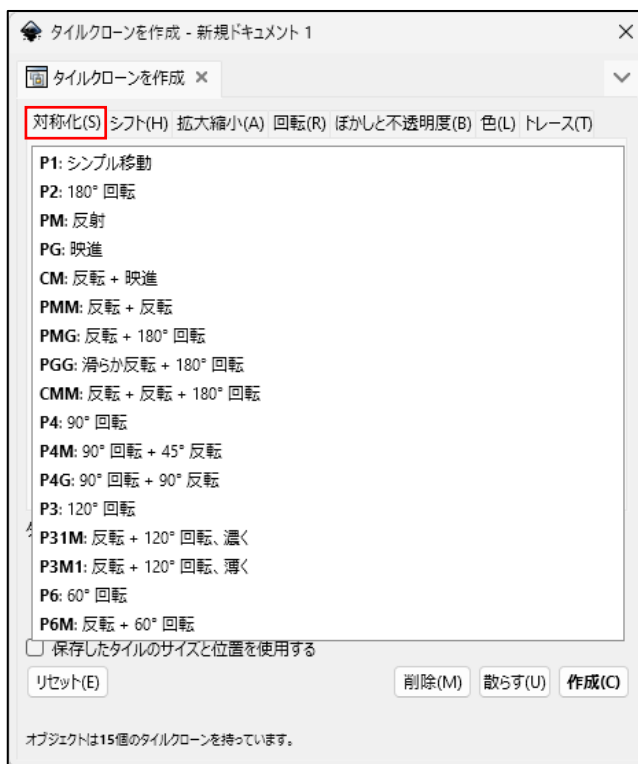 タイルクローンを作成 - 新規ドキュメント 1
タイルクローンを作成
対称化(S) シフト(H) 拡大縮小(A) 回転(R) ぼかしと不透明度(B) 色(L) トレース(T)
P1: シンプル移動
P2: 180° 回転
PM: 反射
PG: 映進
CM: 反転 + 映進
PMM: 反転 + 反転
PMG: 反転 + 180° 回転
PGG: 滑らか反転 + 180° 回転
CMM: 反転 + 反転 + 180° 回転
P4: 90° 回転
P4M: 90° 回転 + 45° 反転
P4G: 90° 回転 + 90° 反転
P3: 120° 回転
P31M: 反転 + 120° 回転、濃く
P3M1: 反転 + 120° 回転、薄く
P6: 60° 回転
P6M: 反転 + 60° 回転
保存したタイルのサイズと位置を使用する
リセット(E) 削除(M) 散らす(U) 作成(C)
オブジェクトは15個のタイルクローンを持っています。